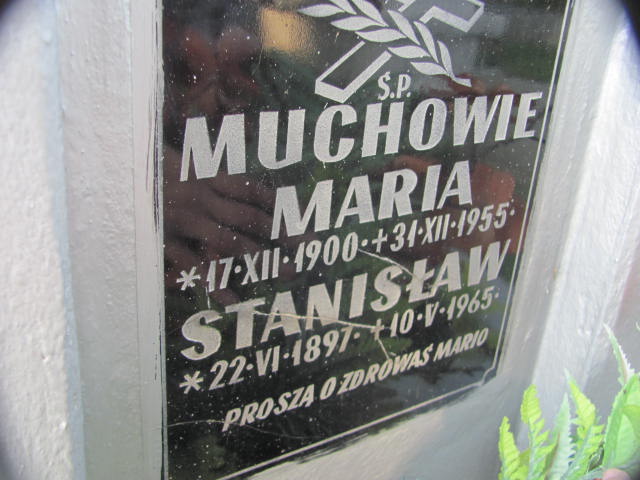 Ś.P.
MUCHOWIE
MARIA
*17·XII·1900·+31·XII·1955·
STANISŁAW
*22·VI·1897·+10·V·1965·
PROSZĄ O ZDROWAŚ MARIO